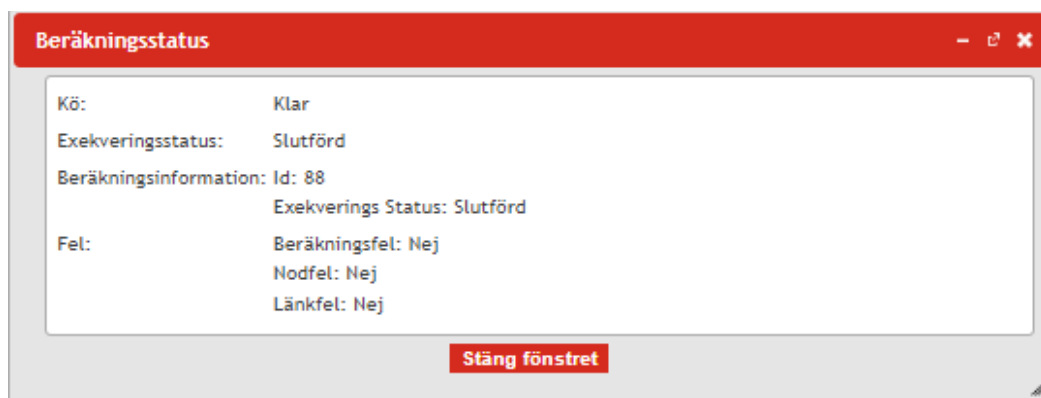 Beräkningsstatus
Kö: Klar
Exekveringsstatus: Slutförd
Beräkningsinformation: Id: 88
Exekverings Status: Slutförd
Fel: Beräkningsfel: Nej
Nodfel: Nej
Länkfel: Nej
Stäng fönstret